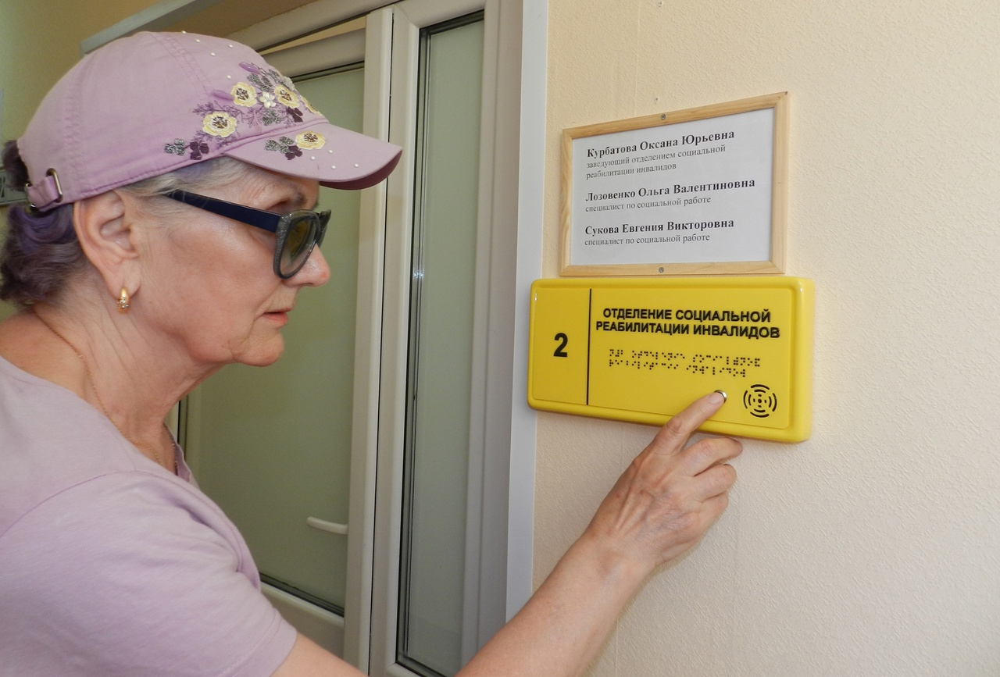 Курбатова Оксана Юрьевна
заведующий отделением социальной
реабилитации инвалидов
Лозовенко Ольга Валентиновна
специалист по социальной работе
Сукова Евгения Викторовна
специалист по социальной работе
2
ОТДЕЛЕНИЕ СОЦИАЛЬНОЙ
РЕАБИЛИТАЦИИ ИНВАЛИДОВ